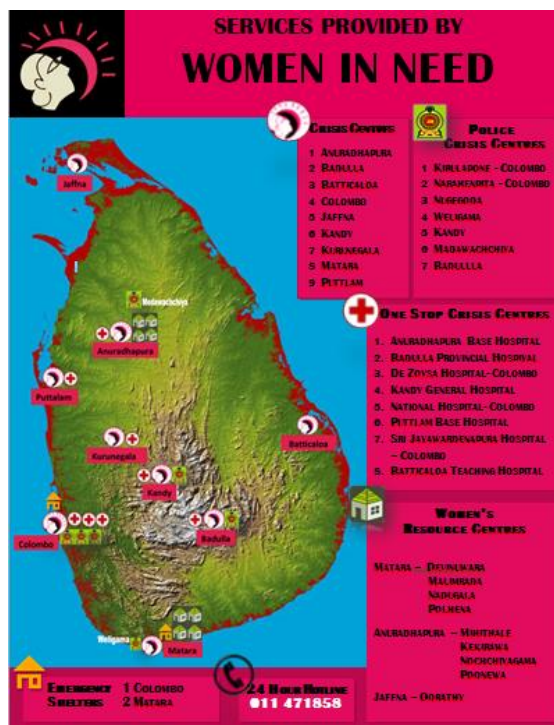 SERVICES PROVIDED BY
WOMEN IN NEED
CRISIS CENTRES
1 ANURADHAPURA
2 BADULLA
3 BATTICALOA
4 COLOMBO
5 JAFFNA
6 KANDY
7 KURUNEGALA
8 MATARA
9 PUTTLAM
POLICE
CRISIS CENTRES
1 KIRULAPONE - COLOMBO
2 NARAHENPITA - COLOMBO
3 NUGEGODA
4 WELIGAMA
5 KANDY
6 MADAWACHCHIYA
7 BADULLLA
ONE STOP CRISIS CENTRES
1. ANURADHAPURA BASE HOSPITAL
2. BADULLA PROVINCIAL HOSPIYAL
3. DE ZOYSA HOSPITAL-COLOMBO
4. KANDY GENERAL HOSPITAL
5. NATIONAL HOSPITAL-COLOMBO
6. PUTTLAM BASE HOSPITAL
7. SRI JAYAWARDENAPURA HOSPITAL
– COLOMBO
8. BATTICALOA TEACHING HOSPITAL
WOMEN'S
RESOURCE CENTRES
MATARA – DEVINUWARA
MALIMBADA
NADUGALA
POLHENA
ANURADHAPURA – MIHITHALE
KEKIRAWA
NOCHCHIYAGAMA
POONEWA
JAFFNA – OORATHY
Jaffna
Medawachchiya
Anuradhapura
Puttalam
Kurunegala
Batticaloa
Kandy
Colombo
Badulla
Weligama
Matara
EMERGENCY 1 COLOMBO
SHELTERS 2 MATARA
24 HOUR HOTLINE
011 471858